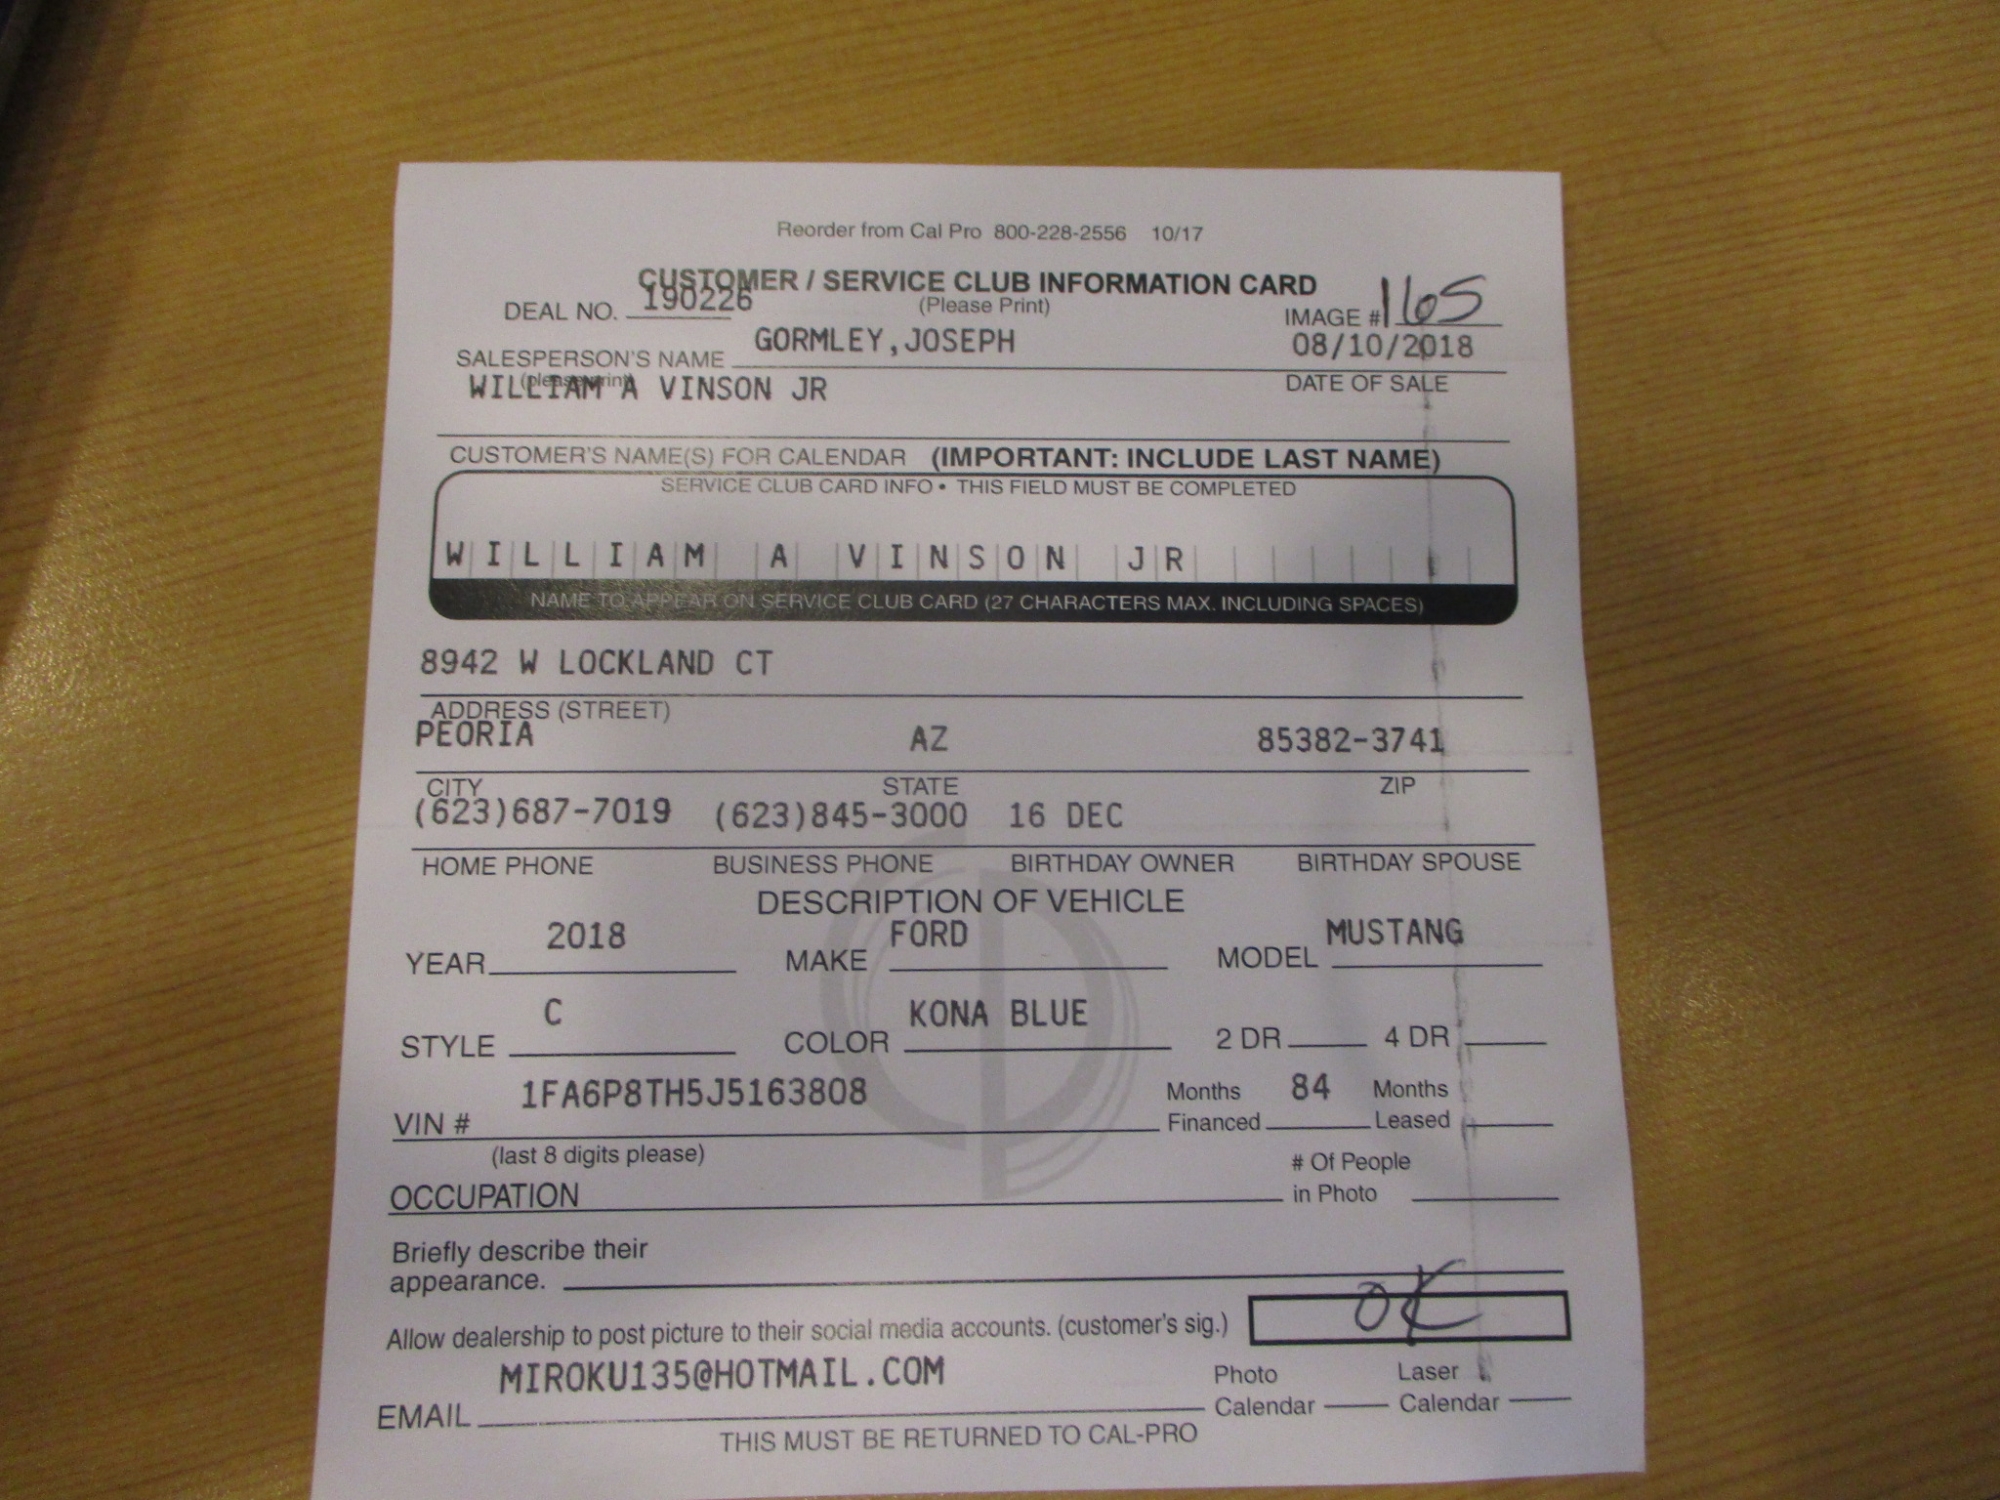 Reorder from Cal Pro 800-228-2556 10/17
CUSTOMER / SERVICE CLUB INFORMATION CARD
DEAL NO. 190226 (Please Print) IMAGE # 165
SALESPERSON'S NAME GORMLEY,JOSEPH 08/10/2018
(please print) DATE OF SALE
WILLIAM A VINSON JR
CUSTOMER'S NAME(S) FOR CALENDAR (IMPORTANT: INCLUDE LAST NAME)
SERVICE CLUB CARD INFO • THIS FIELD MUST BE COMPLETED
WILLIAM A VINSON JR
NAME TO APPEAR ON SERVICE CLUB CARD (27 CHARACTERS MAX. INCLUDING SPACES)
8942 W LOCKLAND CT
ADDRESS (STREET)
PEORIA AZ 85382-3741
CITY STATE ZIP
(623)687-7019 (623)845-3000 16 DEC
HOME PHONE BUSINESS PHONE BIRTHDAY OWNER BIRTHDAY SPOUSE
DESCRIPTION OF VEHICLE
YEAR 2018 MAKE FORD MODEL MUSTANG
STYLE C COLOR KONA BLUE 2 DR 4 DR
VIN # 1FA6P8TH5J5163808 Months Financed 84 Months Leased
(last 8 digits please)
OCCUPATION # Of People in Photo
Briefly describe their
appearance.
Allow dealership to post picture to their social media accounts. (customer's sig.) OK
EMAIL MIROKU135@HOTMAIL.COM Photo Calendar Laser Calendar
THIS MUST BE RETURNED TO CAL-PRO